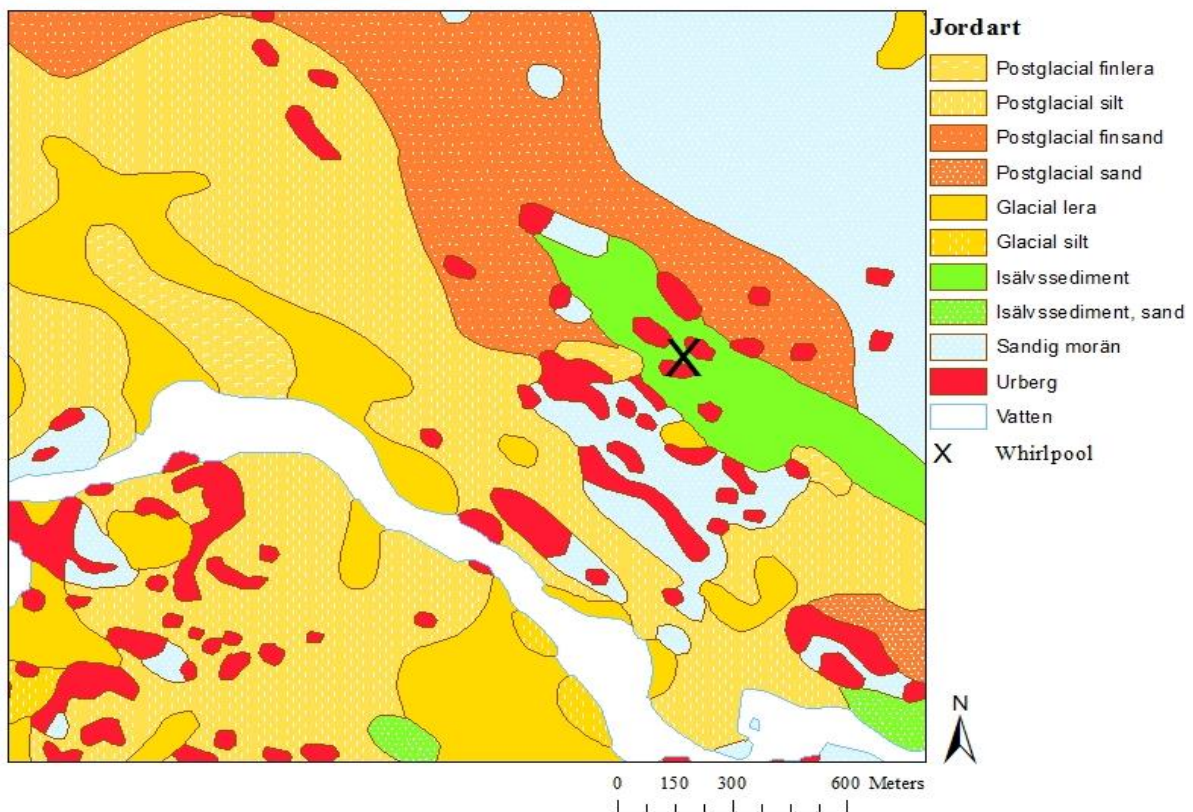 Jordart
Postglacial finlera
Postglacial silt
Postglacial finsand
Postglacial sand
Glacial lera
Glacial silt
Isälvssediment
Isälvssediment, sand
Sandig morän
Urberg
Vatten
X Whirlpool
X
N
0 150 300 600 Meters